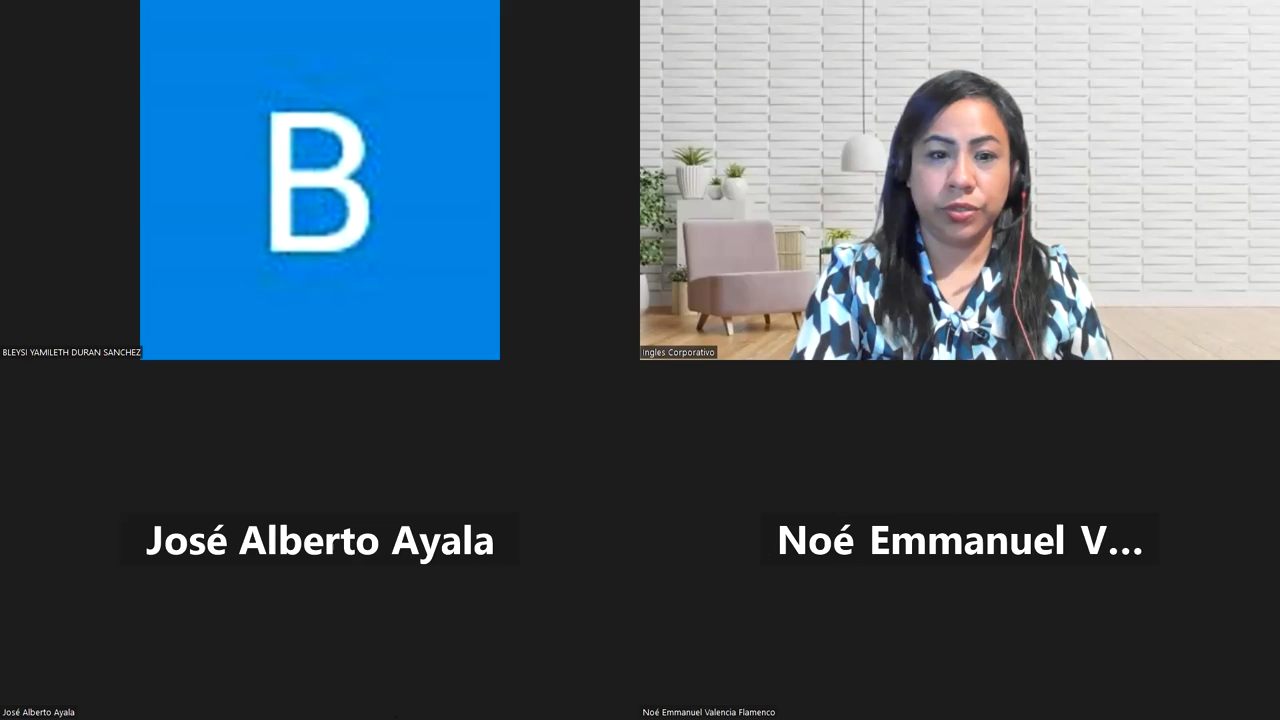 B
BLEYSI YAMILETH DURAN SANCHEZ
Ingles Corporativo
José Alberto Ayala
Noé Emmanuel V...
José Alberto Ayala
Noé Emmanuel Valencia Flamenco